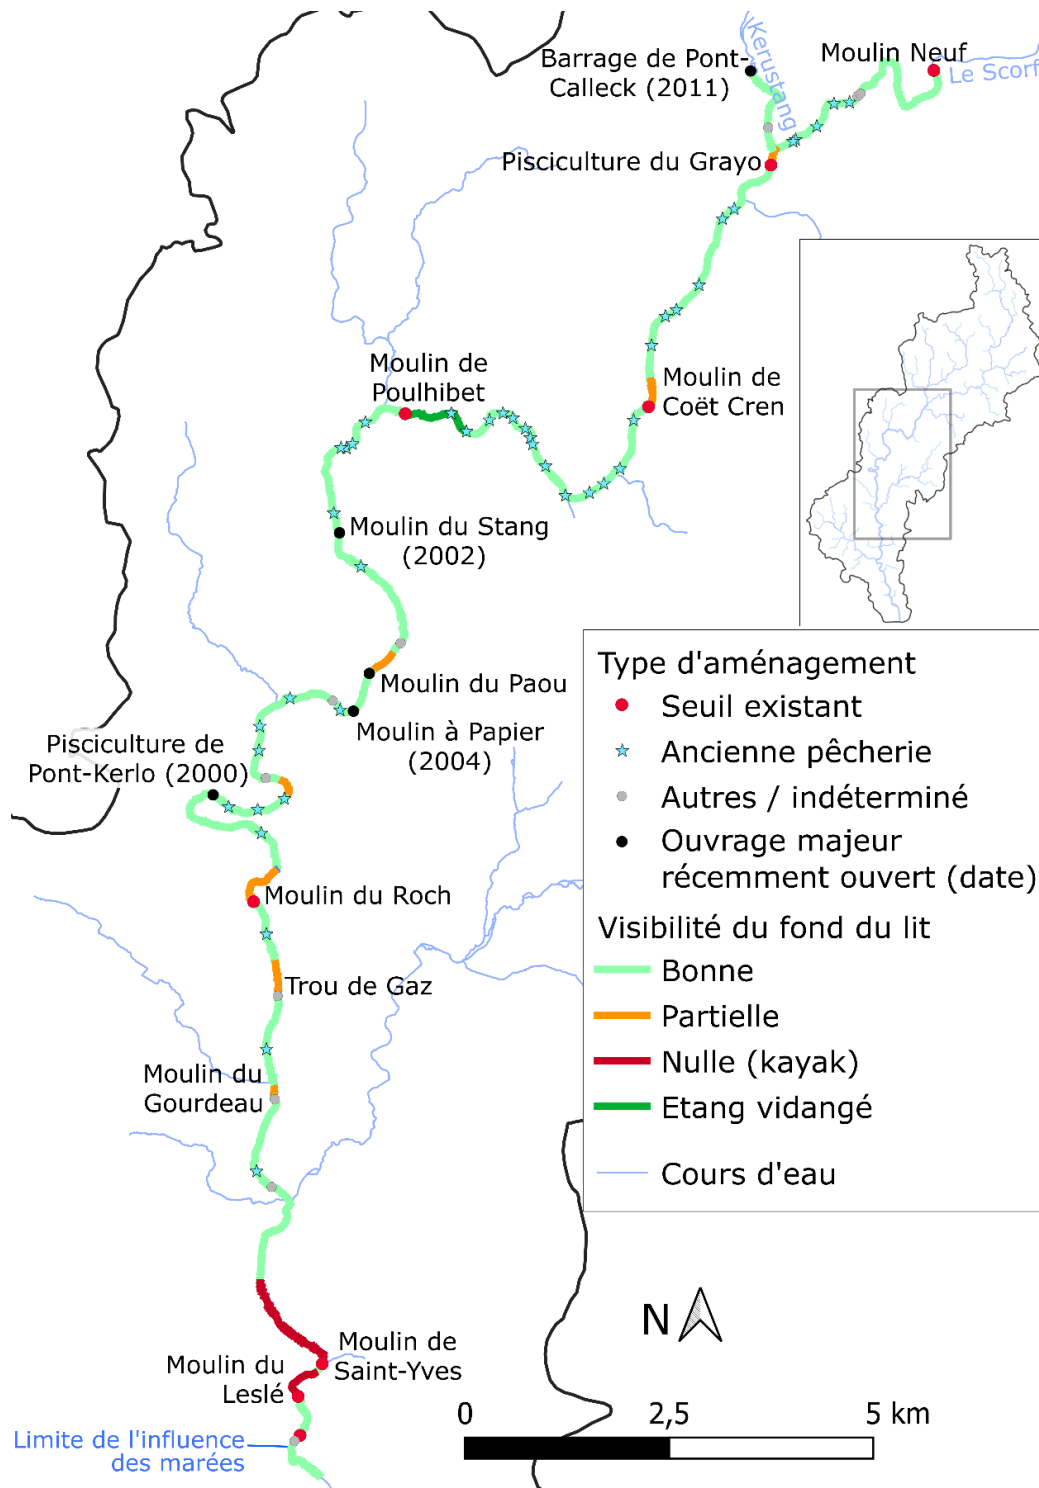 Barrage de Pont-
Calleck (2011)
Kerustang
Moulin Neuf
Le Scorf
Pisciculture du Grayo
Moulin de
Poulhibet
Moulin de
Coët Cren
Moulin du Stang
(2002)
Moulin du Paou
Moulin à Papier
(2004)
Pisciculture de
Pont-Kerlo (2000)
Moulin du Roch
Trou de Gaz
Moulin du
Gourdeau
Moulin de
Saint-Yves
Moulin du
Leslé
Limite de l'influence
des marées
Type d'aménagement
Seuil existant
Ancienne pêcherie
Autres / indéterminé
Ouvrage majeur
récemment ouvert (date)
Visibilité du fond du lit
Bonne
Partielle
Nulle (kayak)
Etang vidangé
Cours d'eau
N
0 2,5 5 km